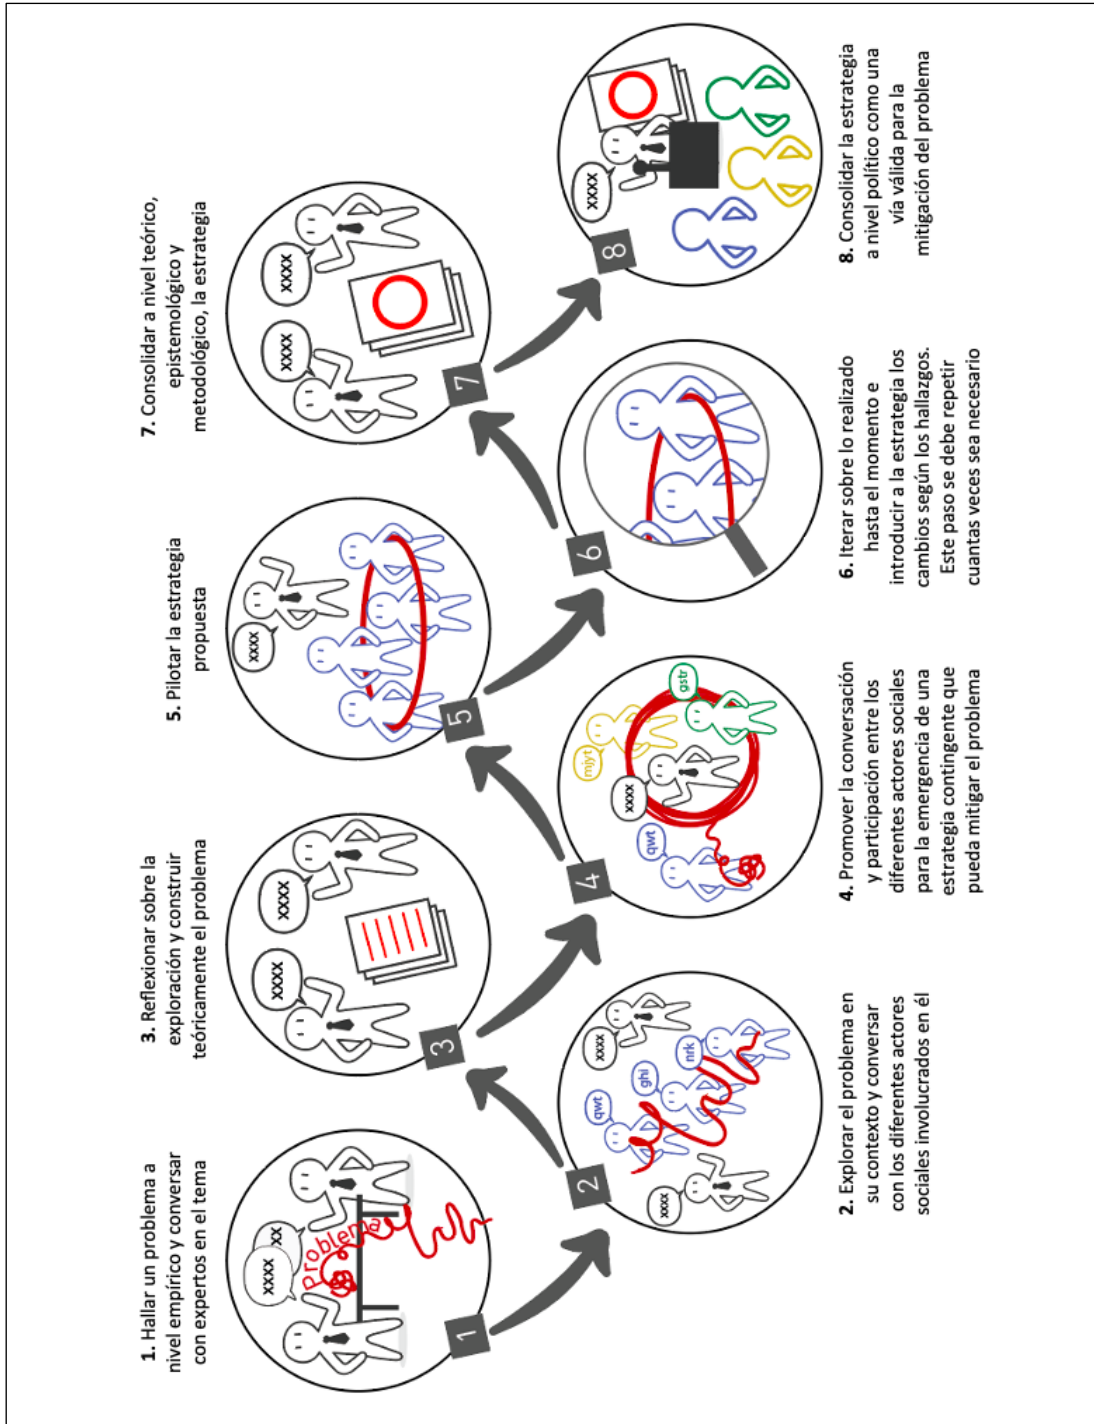 1. Hallar un problema a
nivel empírico y conversar
con expertos en el tema
xxxx
xx
Problema
1
2
qwt
ghi
nrk
xxxx
xxxx
2. Explorar el problema en
su contexto y conversar
con los diferentes actores
sociales involucrados en él
3. Reflexionar sobre la
exploración y construir
teóricamente el problema
xxxx
xxxx
3
4
qwt
xxxx
mjyt
gstr
4. Promover la conversación
y participación entre los
diferentes actores sociales
para la emergencia de una
estrategia contingente que
pueda mitigar el problema
5. Pilotar la estrategia
propuesta
xxxx
5
6
6. Iterar sobre lo realizado
hasta el momento e
introducir a la estrategia los
cambios según los hallazgos.
Este paso se debe repetir
cuantas veces sea necesario
7. Consolidar a nivel teórico,
epistemológico y
metodológico, la estrategia
xxxx
xxxx
7
8
xxxx
8. Consolidar la estrategia
a nivel político como una
vía válida para la
mitigación del problema